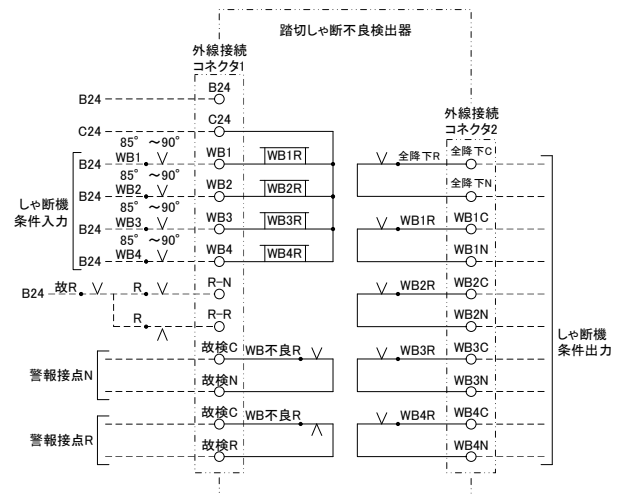 踏切しゃ断不良検出器
外線接続
コネクタ1
B24
B24
C24
C24
85° ~90°
WB1
B24
WB1
WB1R
85° ~90°
WB2
B24
WB2
WB2R
85° ~90°
WB3
B24
WB3
WB3R
85° ~90°
WB4
B24
WB4
WB4R
しゃ断機
条件入力
B24
故R
R
R-N
R
R-R
警報接点N
故検C
WB不良R
故検N
警報接点R
故検C
WB不良R
故検R
外線接続
コネクタ2
全降下R
全降下C
全降下N
WB1R
WB1C
WB1N
WB2R
WB2C
WB2N
WB3R
WB3C
WB3N
WB4R
WB4C
WB4N
しゃ断機
条件出力